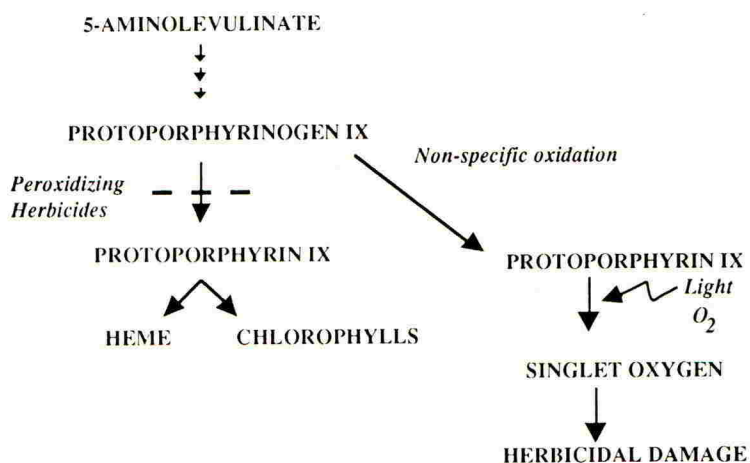 5-AMINOLEVULINATE
PROTOPORPHYRINOGEN IX
Non-specific oxidation
Peroxidizing
Herbicides
PROTOPORPHYRIN IX
HEME
CHLOROPHYLLS
PROTOPORPHYRIN IX
Light
O2
SINGLET OXYGEN
HERBICIDAL DAMAGE